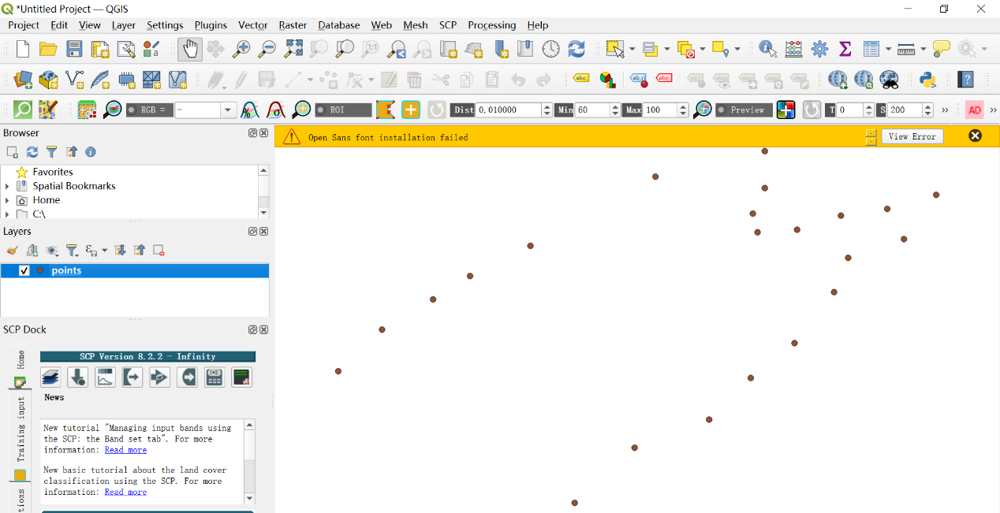 *Untitled Project — QGIS
Project Edit View Layer Settings Plugins Vector Raster Database Web Mesh SCP Processing Help
abc abc ab abc
RGB = - ROI Dist 0.010000 Min 60 Max 100 Preview T 0 S 200 » AD »
Browser
Open Sans font installation failed View Error
Favorites
Spatial Bookmarks
Home
C:\
Layers
points
SCP Dock
Home
Training input
SCP Version 8.2.2 - Infinity
News
New tutorial "Managing input bands using
the SCP: the Band set tab". For more
information: Read more
New basic tutorial about the land cover
classification using the SCP. For more
information: Read more